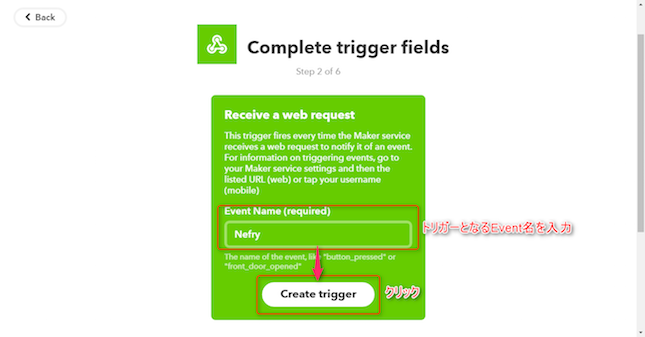 Back
Complete trigger fields
Step 2 of 6
Receive a web request
This trigger fires every time the Maker service
receives a web request to notify it of an event.
For information on triggering events, go to
your Maker service settings and then the
listed URL (web) or tap your username
(mobile)
Event Name (required)
トリガーとなるEvent名を入力
Nefry
The name of the event, like "button_pressed" or
"front_door_opened"
Create trigger
クリック